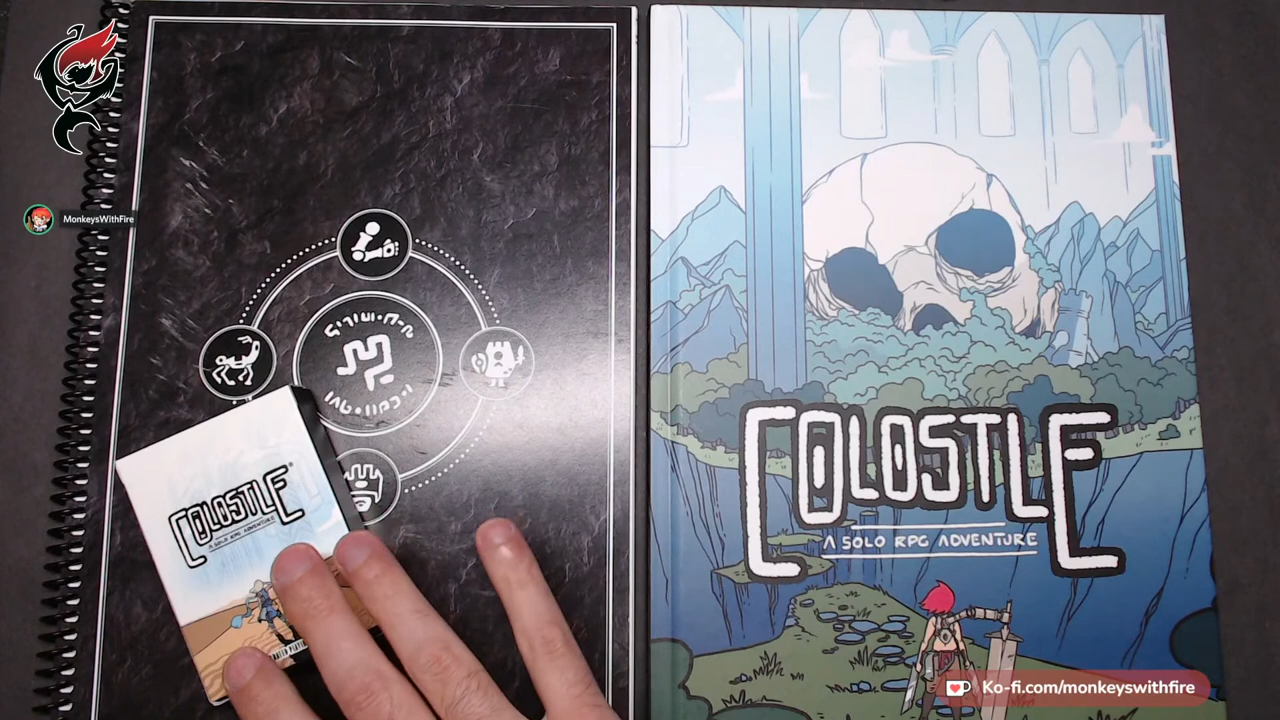 MonkeysWithFire
COLOSTLE
A SOLO RPG ADVENTURE
COLOSTLE
A SOLO RPG ADVENTURE
Ko-fi.com/monkeyswithfire